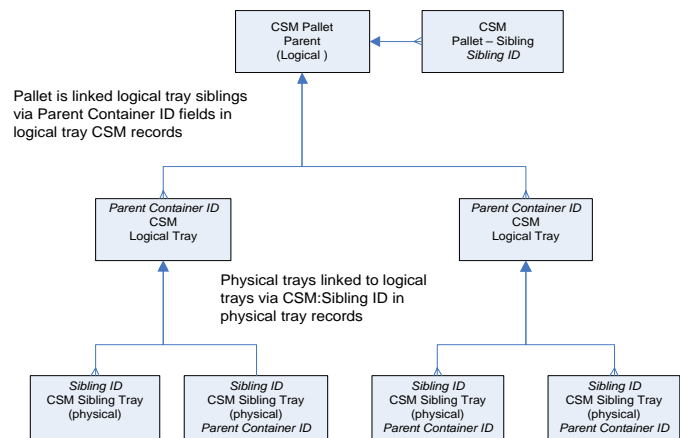 CSM Pallet
Parent
(Logical )
CSM
Pallet – Sibling
Sibling ID
Pallet is linked logical tray siblings
via Parent Container ID fields in
logical tray CSM records
Parent Container ID
CSM
Logical Tray
Parent Container ID
CSM
Logical Tray
Physical trays linked to logical
trays via CSM:Sibling ID in
physical tray records
Sibling ID
CSM Sibling Tray
(physical)
Sibling ID
CSM Sibling Tray
(physical)
Parent Container ID
Sibling ID
CSM Sibling Tray
(physical)
Parent Container ID
Sibling ID
CSM Sibling Tray
(physical)
Parent Container ID